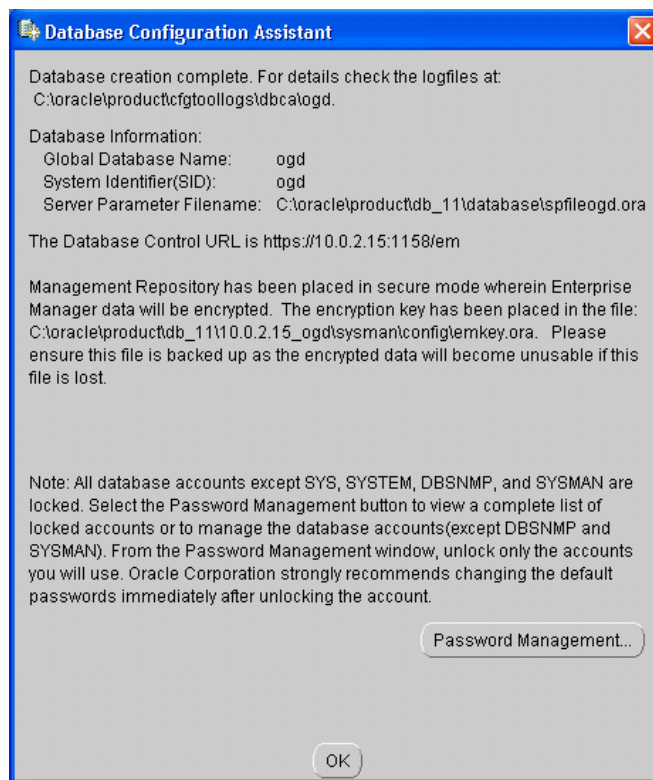 Database Configuration Assistant
Database creation complete. For details check the logfiles at:
C:\oracle\product\cfgtoollogs\dbca\ogd.
Database Information:
Global Database Name: ogd
System Identifier(SID): ogd
Server Parameter Filename: C:\oracle\product\db_11\database\spfileogd.ora
The Database Control URL is https://10.0.2.15:1158/em
Management Repository has been placed in secure mode wherein Enterprise
Manager data will be encrypted. The encryption key has been placed in the file:
C:\oracle\product\db_11\10.0.2.15_ogd\sysman\config\emkey.ora. Please
ensure this file is backed up as the encrypted data will become unusable if this
file is lost.
Note: All database accounts except SYS, SYSTEM, DBSNMP, and SYSMAN are
locked. Select the Password Management button to view a complete list of
locked accounts or to manage the database accounts(except DBSNMP and
SYSMAN). From the Password Management window, unlock only the accounts
you will use. Oracle Corporation strongly recommends changing the default
passwords immediately after unlocking the account.
Password Management...
OK